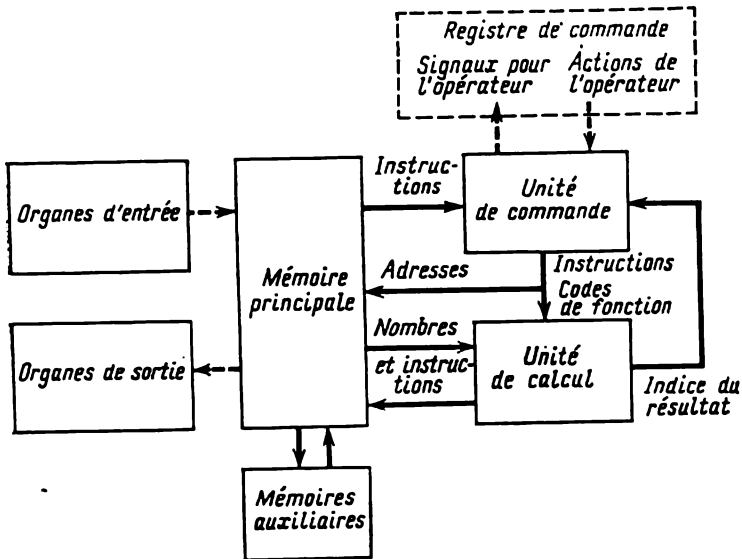 Registre de commande
Signaux pour
l'opérateur
Actions de
l'opérateur
Instruc-
tions
Unité
de commande
Organes d'entrée
Mémoire
principale
Adresses
Instructions
Codes
de fonction
Nombres
et instruc-
tions
Unité
de calcul
Organes de sortie
Indice du
résultat
Mémoires
auxiliaires